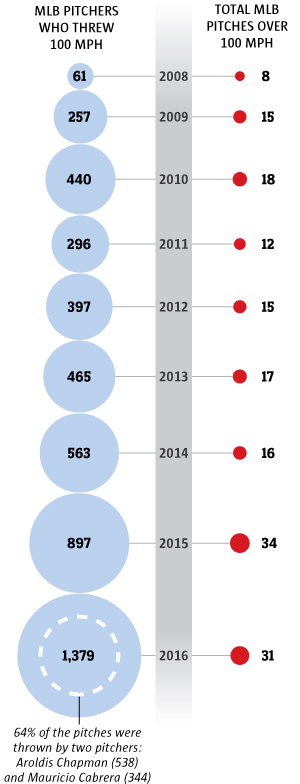 MLB PITCHERS
WHO THREW
100 MPH
TOTAL MLB
PITCHES OVER
100 MPH
61 2008 8
257 2009 15
440 2010 18
296 2011 12
397 2012 15
465 2013 17
563 2014 16
897 2015 34
1,379 2016 31
64% of the pitches were
thrown by two pitchers:
Aroldis Chapman (538)
and Mauricio Cabrera (344)